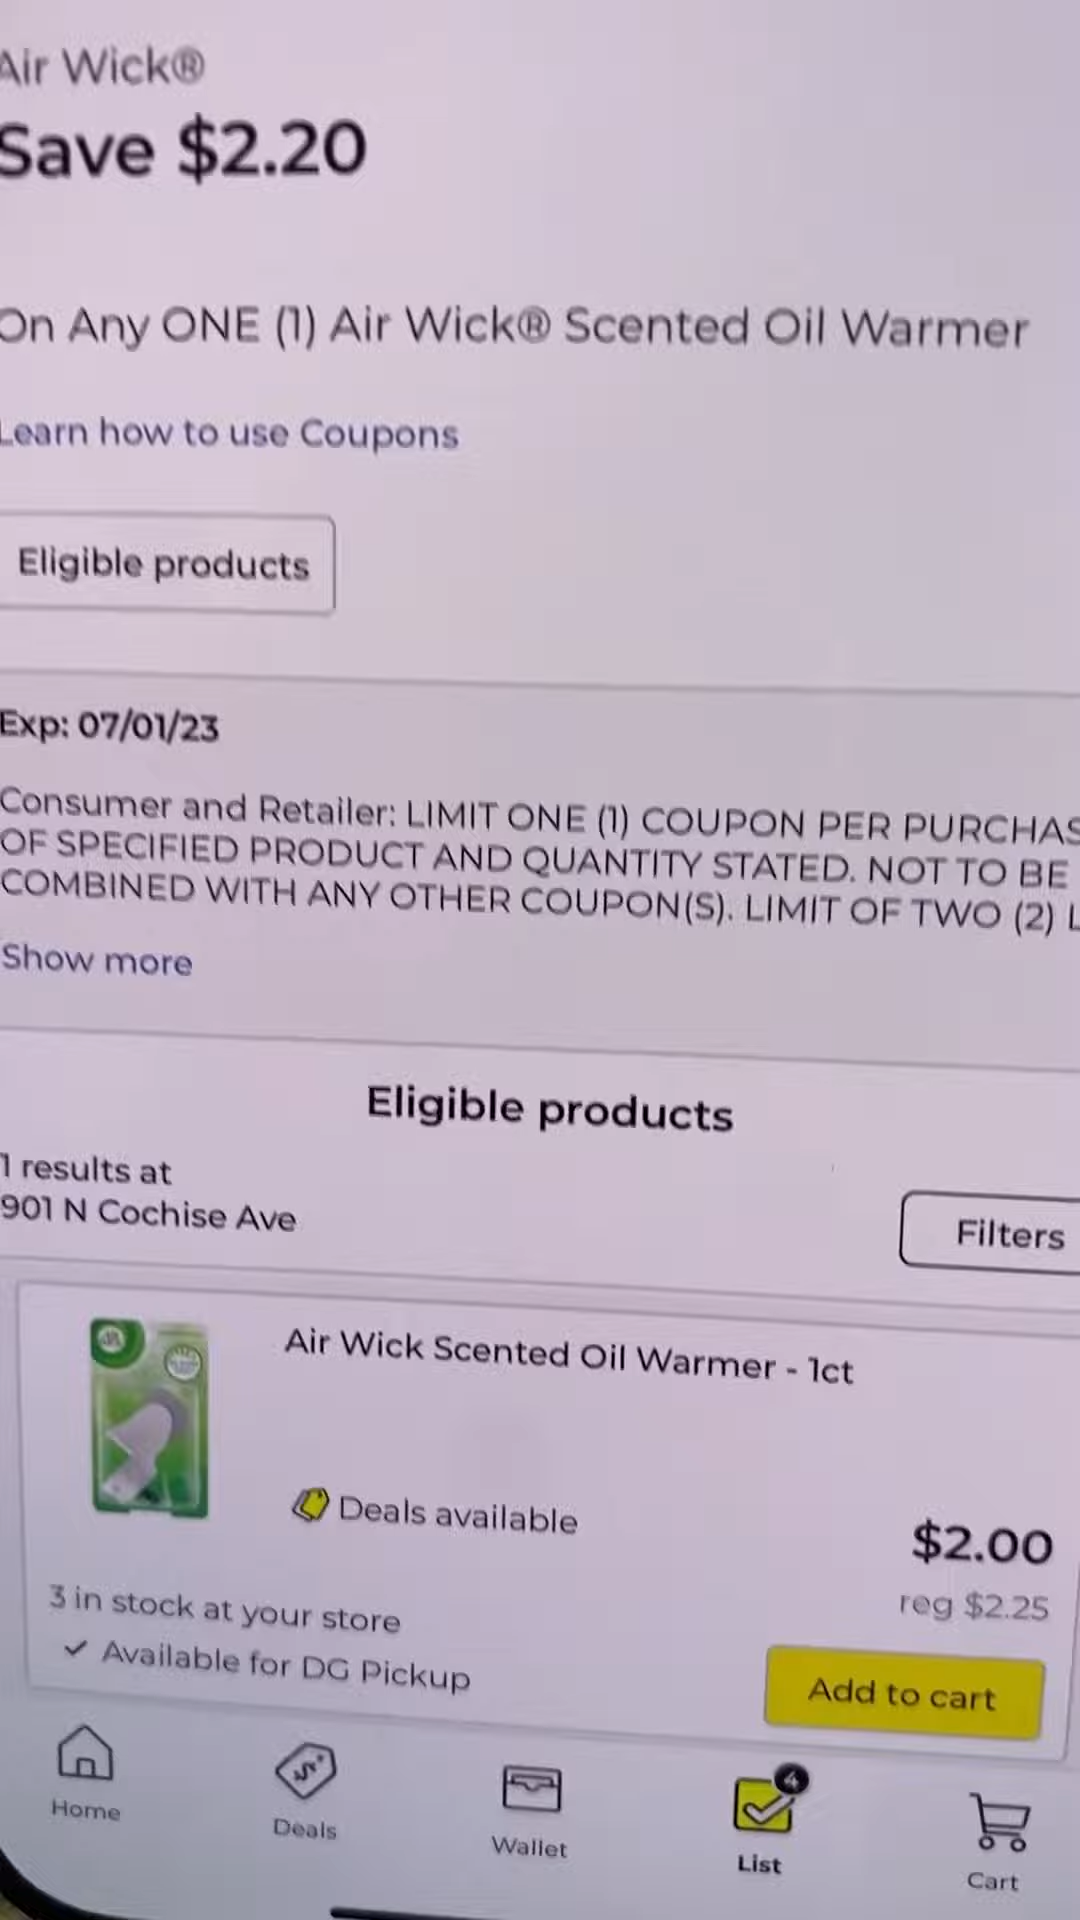 Air Wick®
Save $2.20
On Any ONE (1) Air Wick® Scented Oil Warmer
Learn how to use Coupons
Eligible products
Exp: 07/01/23
Consumer and Retailer: LIMIT ONE (1) COUPON PER PURCHAS
OF SPECIFIED PRODUCT AND QUANTITY STATED. NOT TO BE
COMBINED WITH ANY OTHER COUPON(S). LIMIT OF TWO (2) L
Show more
Eligible products
1 results at
901 N Cochise Ave
Filters
Air Wick Scented Oil Warmer - 1ct
Deals available
$2.00
reg $2.25
3 in stock at your store
Available for DG Pickup
Add to cart
Home
Deals
Wallet
4
List
Cart